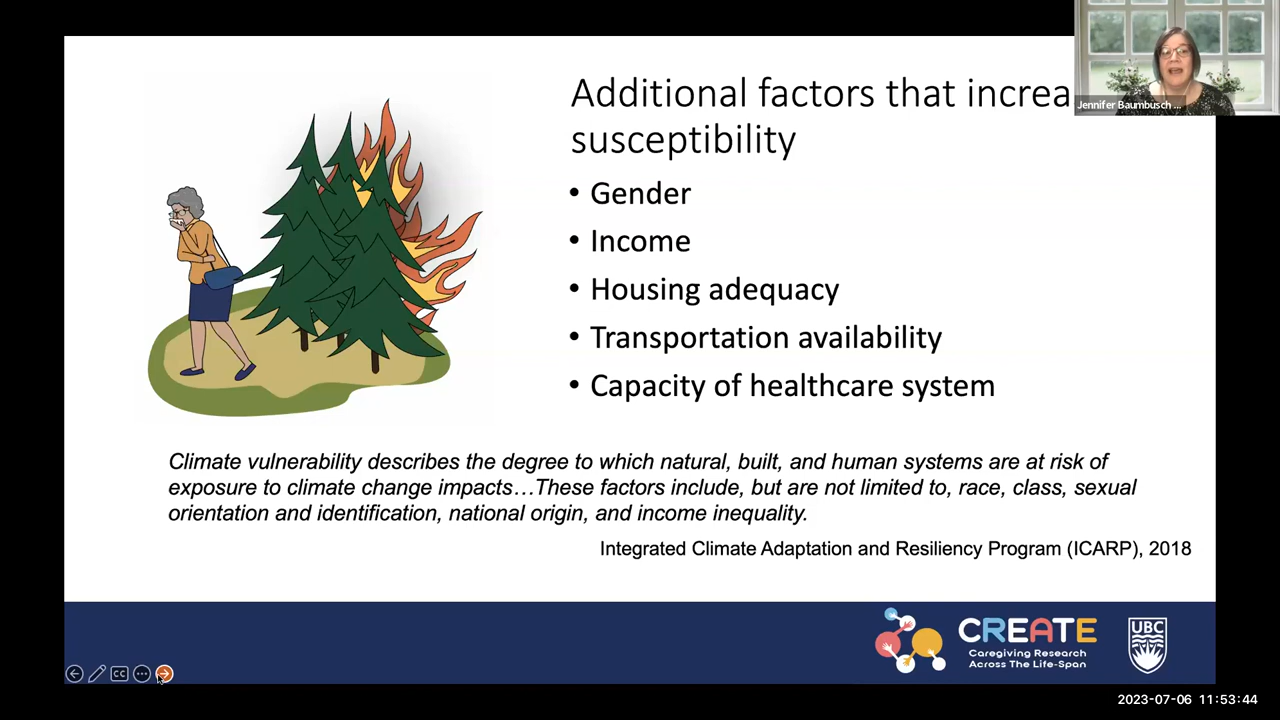 Additional factors that increa
susceptibility
Jennifer Baumbusch ...
• Gender
• Income
• Housing adequacy
• Transportation availability
• Capacity of healthcare system
Climate vulnerability describes the degree to which natural, built, and human systems are at risk of
exposure to climate change impacts…These factors include, but are not limited to, race, class, sexual
orientation and identification, national origin, and income inequality.
Integrated Climate Adaptation and Resiliency Program (ICARP), 2018
CREATE
Caregiving Research
Across The Life-Span
UBC
CC
2023-07-06 11:53:44